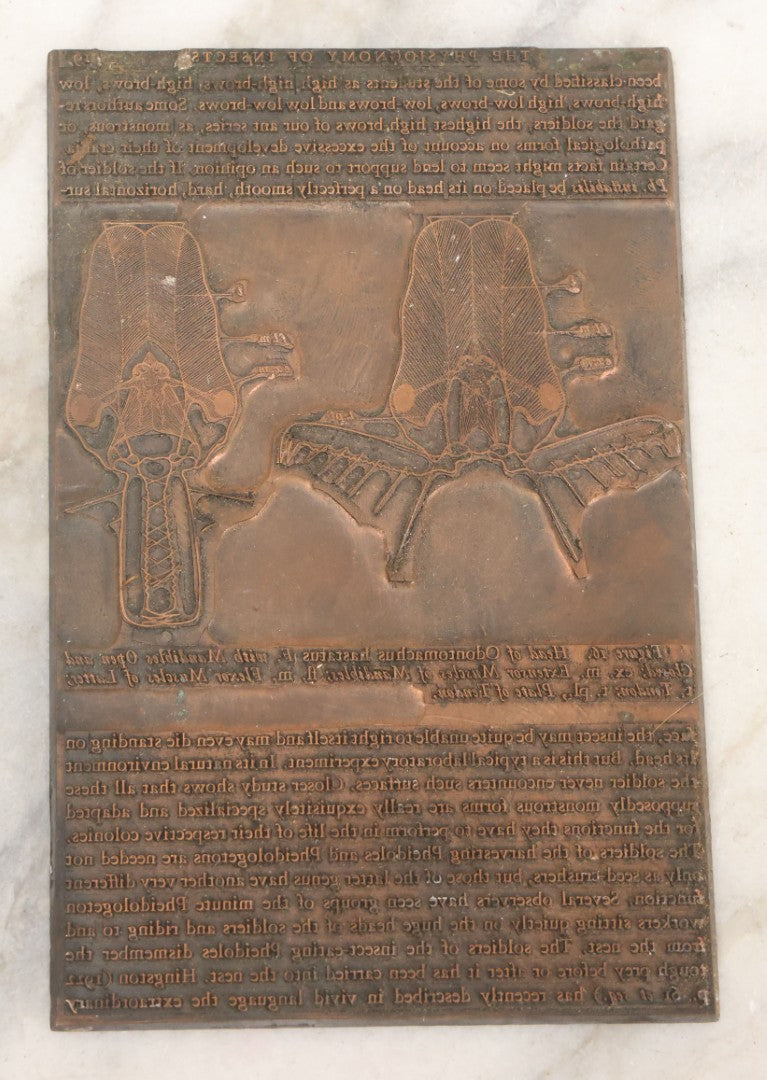 THE PHYSIOGNOMY OF INSECTS 19
been classified by some of the students as high high-brows, high-brows, low
high-brows, high low-brows, low-brows and low low-brows. Some authors re-
gard the soldiers, the highest high-brows of our ant series, as monstrous, or
pathological forms on account of the excessive development of their crania.
Certain facts might seem to lend support to such an opinion. If the soldier of
Ph. instabilis be placed on its head on a perfectly smooth, hard, horizontal sur-
fl. m.
fl. m.
Figure 16. Head of Odontomachus hastatus F. with Mandibles Open and
Closed; ex. m. Extensor Muscles of Mandibles; fl. m. Flexor Muscles of Latter;
t. Tendon; t. pl., Plate of Tendon.
face, the insect may be quite unable to right itself and may even die standing on
its head. But this is a typical laboratory experiment. In its natural environment
the soldier never encounters such surfaces. Closer study shows that all these
supposedly monstrous forms are really exquisitely specialized and adapted
for the functions they have to perform in the life of their respective colonies.
The soldiers of the harvesting Pheidoles and Pheidologetons are needed not
only as seed-crushers, but those of the latter genus have another very different
function. Several observers have seen groups of the minute Pheidologeton
workers sitting quietly on the huge heads of the soldiers and riding to and
from the nest. The soldiers of the insect-eating Pheidoles dismember the
tough prey before or after it has been carried into the nest. Hingston (1922
p. 81 et seq.) has recently described in vivid language the extraordinary